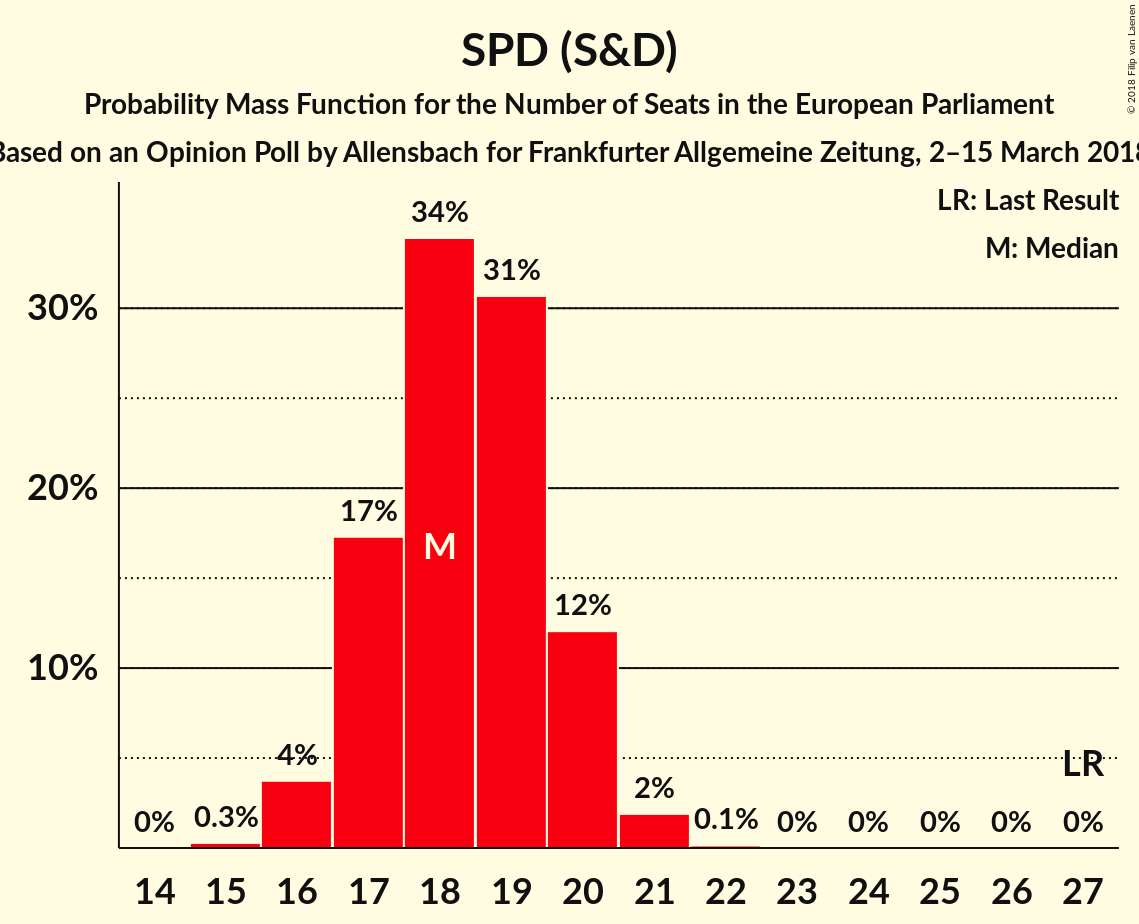 SPD (S&D)
Probability Mass Function for the Number of Seats in the European Parliament
Based on an Opinion Poll by Allensbach for Frankfurter Allgemeine Zeitung, 2–15 March 2018
© 2018 Filip van Laenen
LR: Last Result
M: Median
30%
20%
10%
0%
0.3%
4%
17%
34%
31%
12%
2%
0.1%
0%
0%
0%
0%
0%
M
LR
14 15 16 17 18 19 20 21 22 23 24 25 26 27